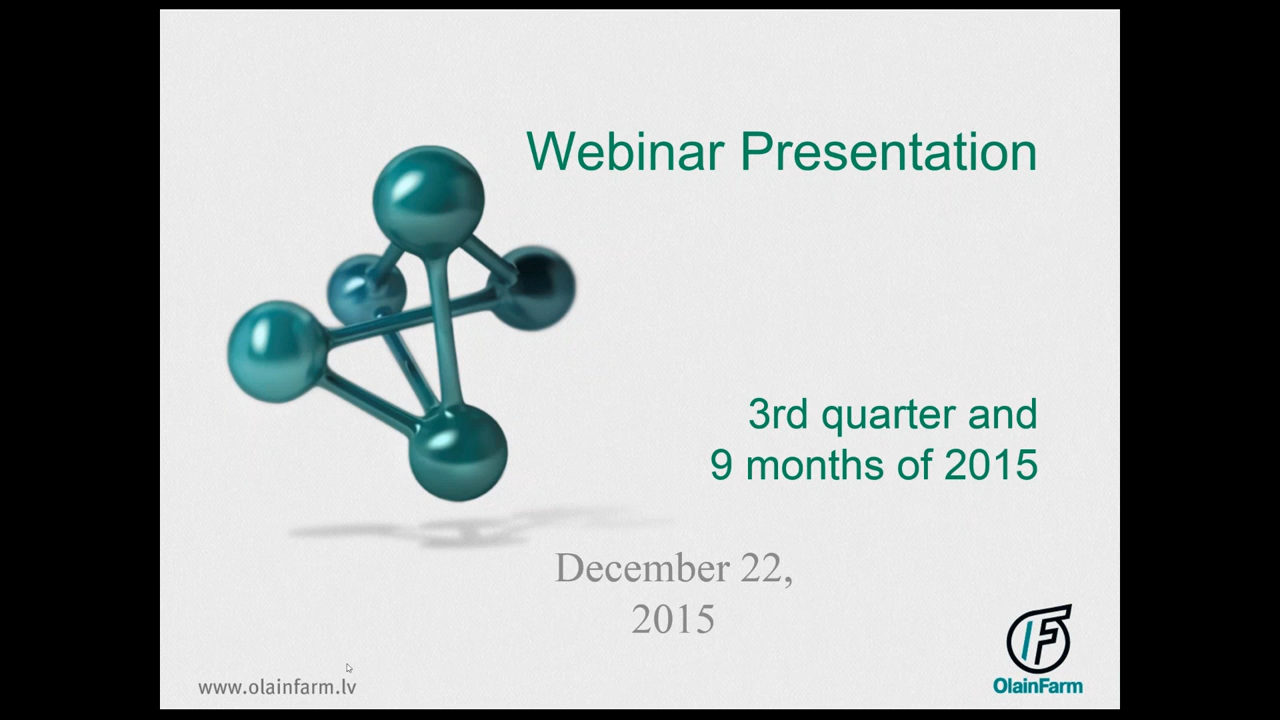 Webinar Presentation
3rd quarter and
9 months of 2015
December 22,
2015
www.olainfarm.lv
OlainFarm